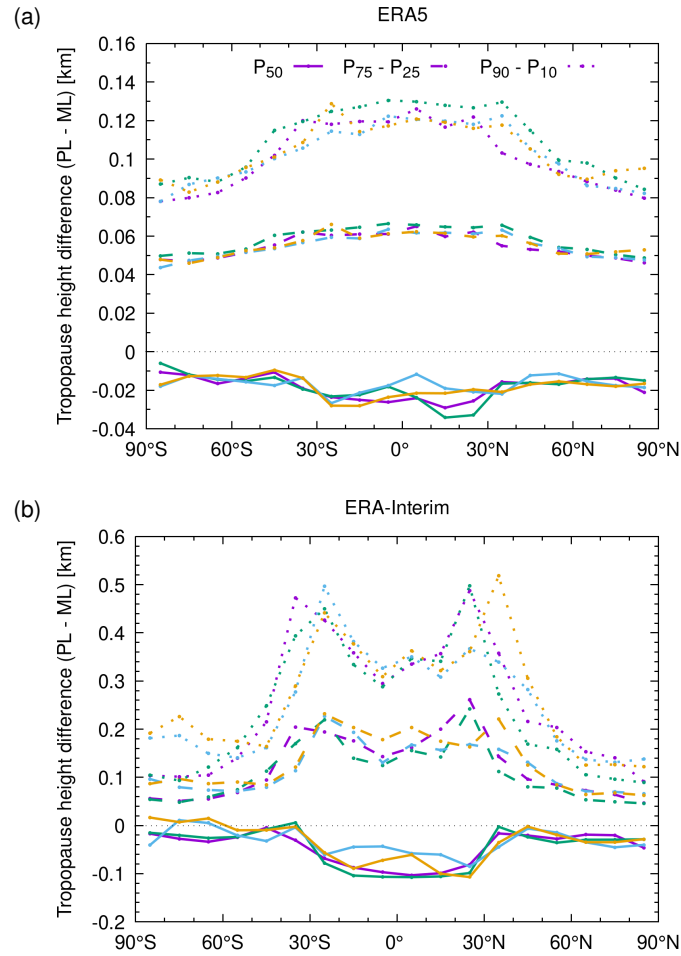 (a)
ERA5
Tropopause height difference (PL - ML) [km]
0.16
0.14
0.12
0.1
0.08
0.06
0.04
0.02
0
-0.02
-0.04
P50
P75 - P25
P90 - P10
90°S
60°S
30°S
0°
30°N
60°N
90°N
(b)
ERA-Interim
Tropopause height difference (PL - ML) [km]
0.6
0.5
0.4
0.3
0.2
0.1
0
-0.1
-0.2
90°S
60°S
30°S
0°
30°N
60°N
90°N